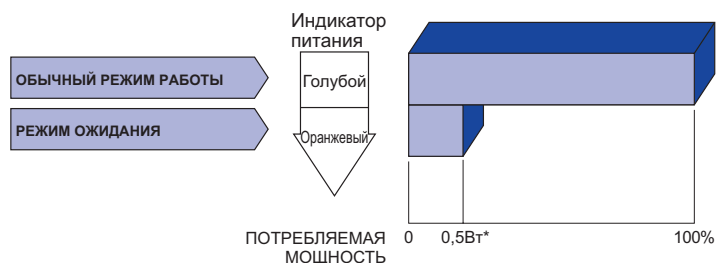 Индикатор
питания
ОБЫЧНЫЙ РЕЖИМ РАБОТЫ
Голубой
РЕЖИМ ОЖИДАНИЯ
Оранжевый
ПОТРЕБЛЯЕМАЯ
МОЩНОСТЬ
0 0,5Вт* 100%